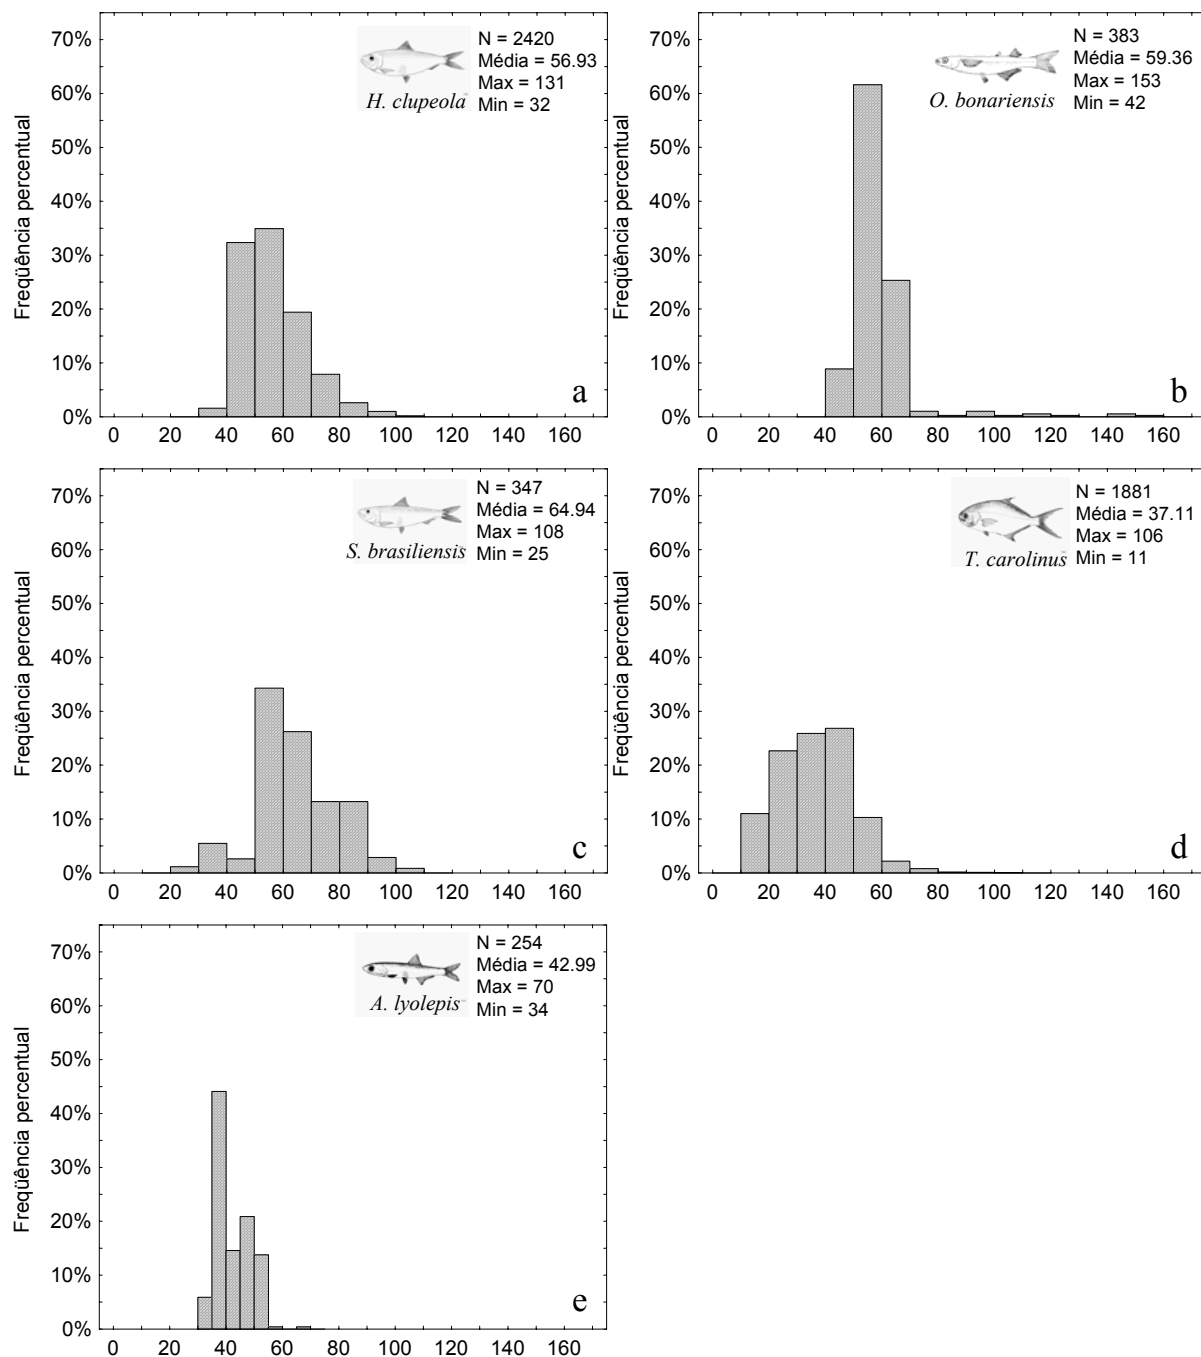 Freqüência percentual
70%
60%
50%
40%
30%
20%
10%
0%
0 20 40 60 80 100 120 140 160
N = 2420
Média = 56.93
Max = 131
Min = 32
H. clupeola
a
Freqüência percentual
70%
60%
50%
40%
30%
20%
10%
0%
0 20 40 60 80 100 120 140 160
N = 383
Média = 59.36
Max = 153
Min = 42
O. bonariensis
b
Freqüência percentual
70%
60%
50%
40%
30%
20%
10%
0%
0 20 40 60 80 100 120 140 160
N = 347
Média = 64.94
Max = 108
Min = 25
S. brasiliensis
c
Freqüência percentual
70%
60%
50%
40%
30%
20%
10%
0%
0 20 40 60 80 100 120 140 160
N = 1881
Média = 37.11
Max = 106
Min = 11
T. carolinus
d
Freqüência percentual
70%
60%
50%
40%
30%
20%
10%
0%
0 20 40 60 80 100 120 140 160
N = 254
Média = 42.99
Max = 70
Min = 34
A. lyolepis
e